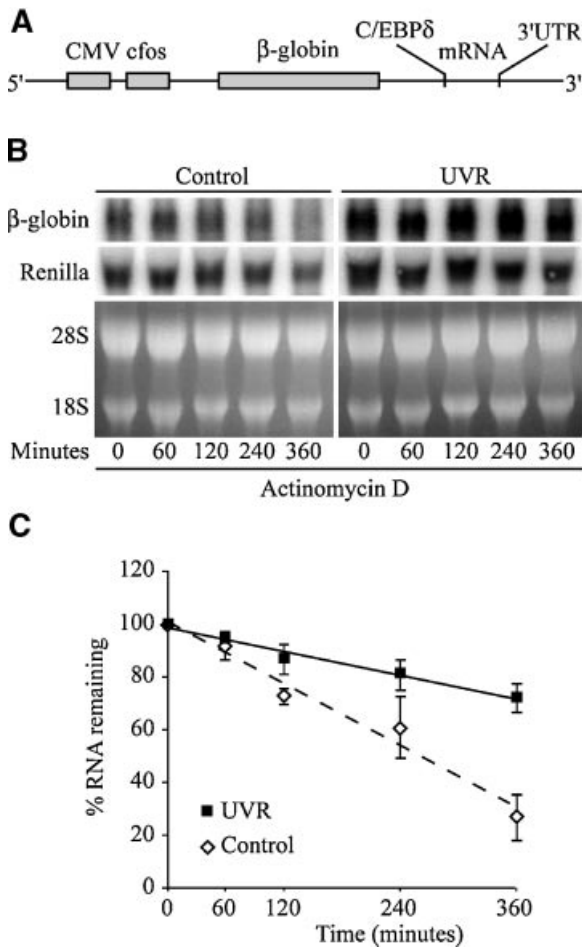 A
CMV cfos
β-globin
C/EBPδ
mRNA
3'UTR
5'
3'
B
Control
UVR
β-globin
Renilla
28S
18S
Minutes 0 60 120 240 360 0 60 120 240 360
Actinomycin D
C
120
100
80
60
40
20
0
% RNA remaining
UVR
Control
0 60 120 240 360
Time (minutes)